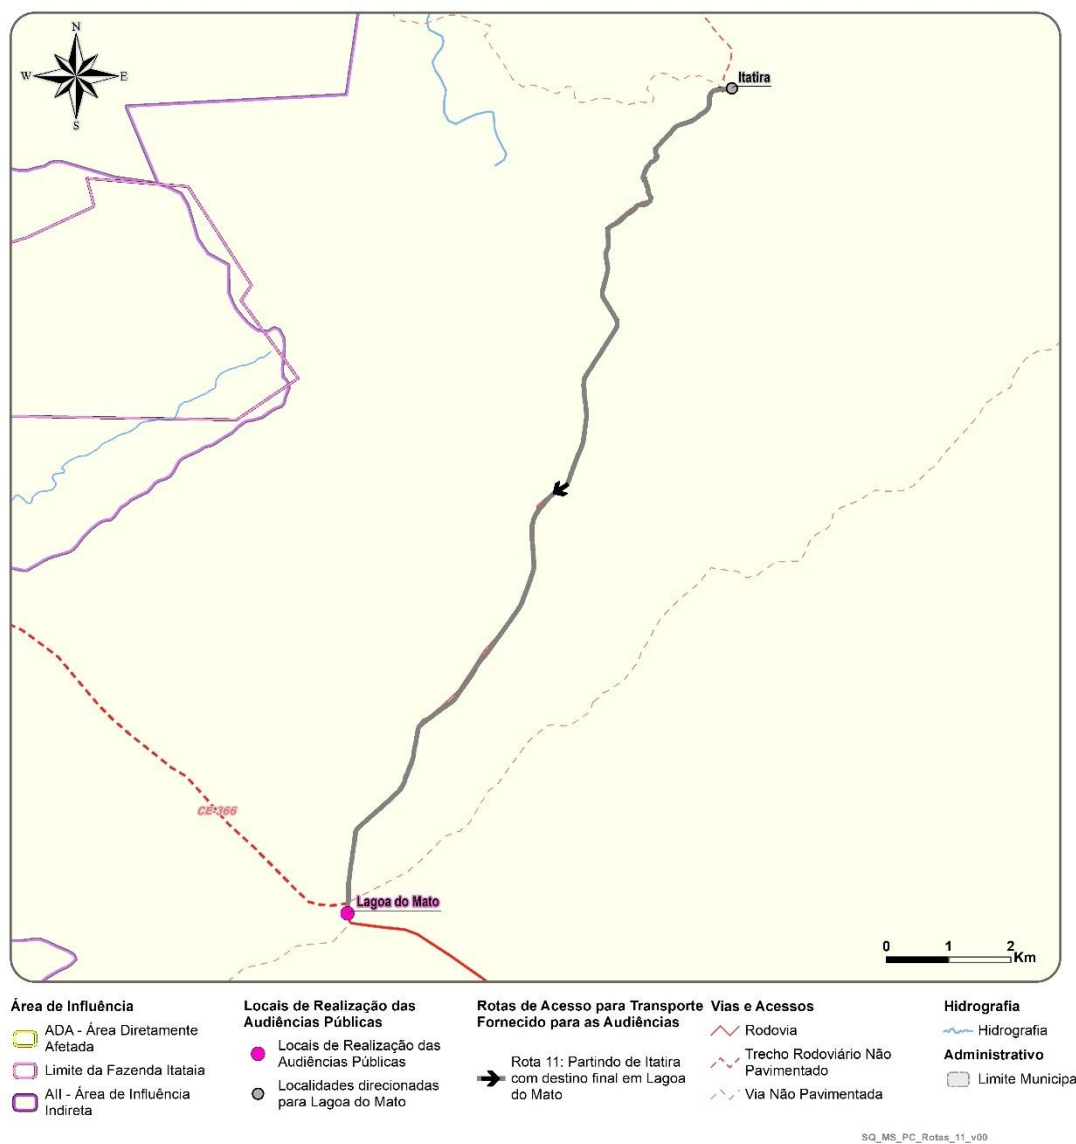 N
W
E
S
Itatira
CE-366
Lagoa do Mato
0 1 2
Km
Área de Influência
ADA - Área Diretamente
Afetada
Limite da Fazenda Itataia
AII - Área de Influência
Indireta
Locais de Realização das
Audiências Públicas
Locais de Realização das
Audiências Públicas
Localidades direcionadas
para Lagoa do Mato
Rotas de Acesso para Transporte
Fornecido para as Audiências
Rota 11: Partindo de Itatira
com destino final em Lagoa
do Mato
Vias e Acessos
Rodovia
Trecho Rodoviário Não
Pavimentado
Via Não Pavimentada
Hidrografia
Hidrografia
Administrativo
Limite Municipa
SQ_MS_PC_Rotas_11_v00